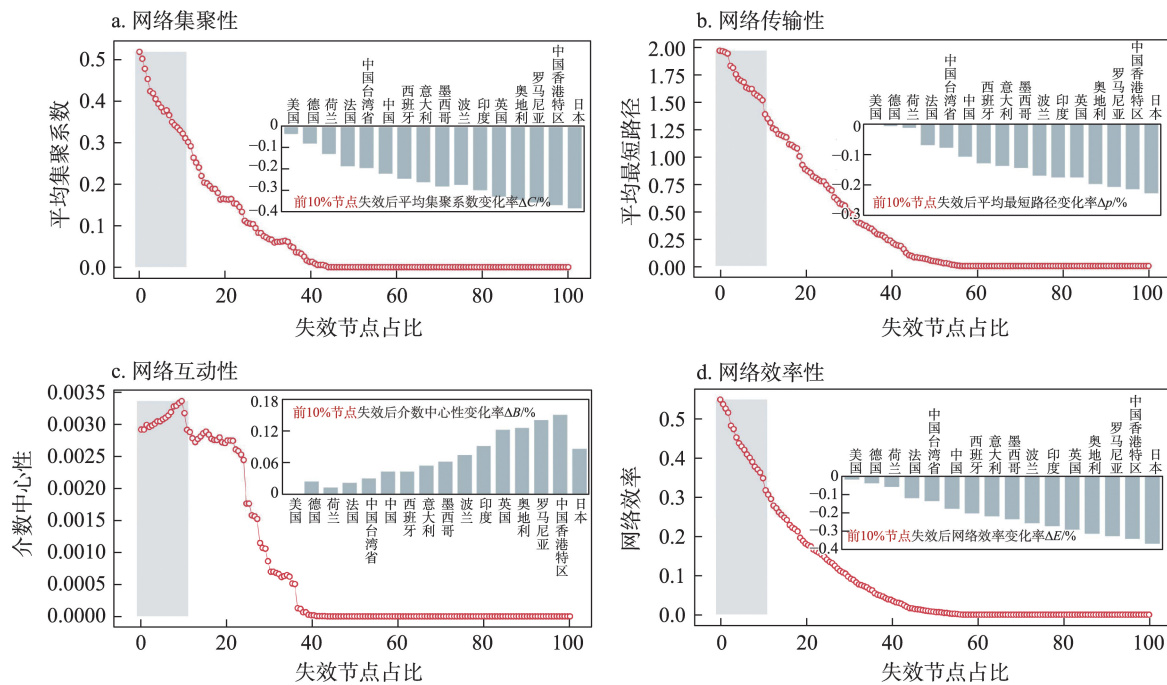 a. 网络集聚性
平均集聚系数
0.5
0.4
0.3
0.2
0.1
0.0
0 20 40 60 80 100
失效节点占比
美国 德国 荷兰 法国 中国台湾省 中国 西班牙 意大利 墨西哥 波兰 印度 英国 奥地利 罗马尼亚 中国香港特区 日本
0
−0.1
−0.2
−0.3
−0.4
前10%节点失效后平均集聚系数变化率ΔC/%
b. 网络传输性
平均最短路径
2.00
1.75
1.50
1.25
1.00
0.75
0.50
0.25
0.00
0 20 40 60 80 100
失效节点占比
美国 德国 荷兰 法国 中国台湾省 中国 西班牙 意大利 墨西哥 波兰 印度 英国 奥地利 罗马尼亚 中国香港特区 日本
0
−0.1
−0.2
−0.3
前10%节点失效后平均最短路径变化率Δp/%
c. 网络互动性
介数中心性
0.0035
0.0030
0.0025
0.0020
0.0015
0.0010
0.0005
0.0000
0 20 40 60 80 100
失效节点占比
0.18
0.12
0.06
0
前10%节点失效后介数中心性变化率ΔB/%
美国 德国 荷兰 法国 中国台湾省 中国 西班牙 意大利 墨西哥 波兰 印度 英国 奥地利 罗马尼亚 中国香港特区 日本
d. 网络效率性
网络效率
0.5
0.4
0.3
0.2
0.1
0.0
0 20 40 60 80 100
失效节点占比
美国 德国 荷兰 法国 中国台湾省 中国 西班牙 意大利 墨西哥 波兰 印度 英国 奥地利 罗马尼亚 中国香港特区 日本
0
−0.1
−0.2
−0.3
−0.4
前10%节点失效后网络效率变化率ΔE/%